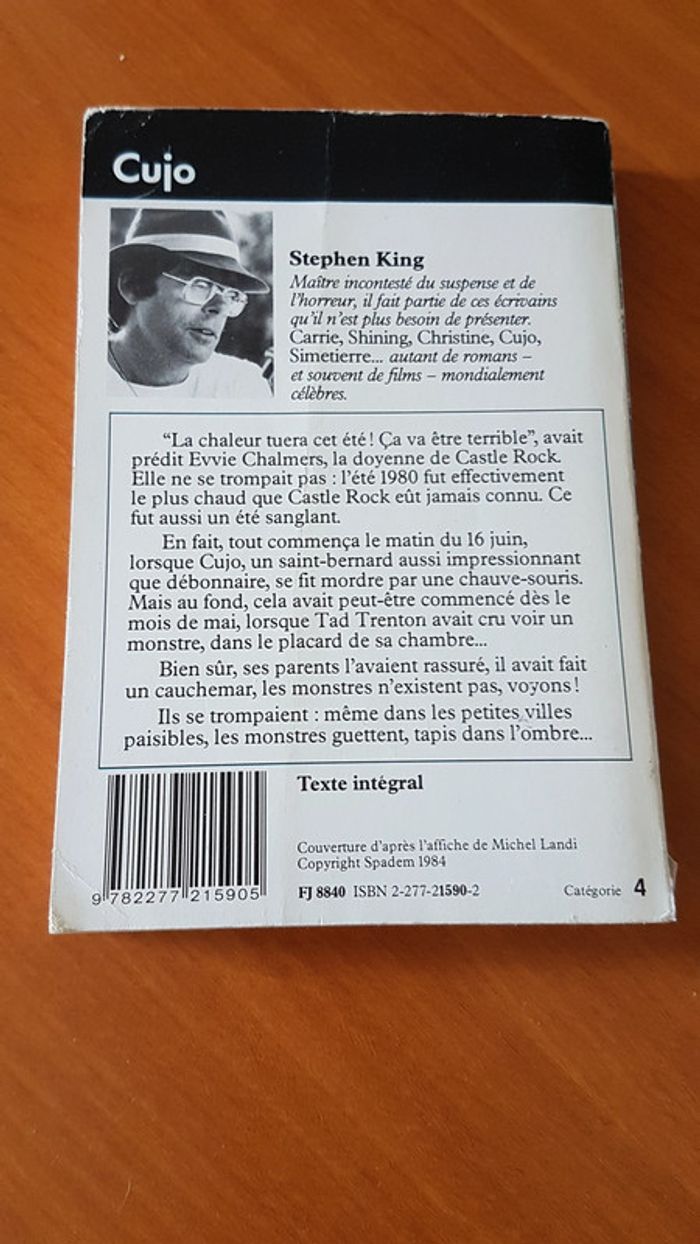 Cujo
Stephen King
Maître incontesté du suspense et de
l'horreur, il fait partie de ces écrivains
qu'il n'est plus besoin de présenter.
Carrie, Shining, Christine, Cujo,
Simetierre... autant de romans –
et souvent de films – mondialement
célèbres.
“La chaleur tuera cet été! Ça va être terrible”, avait
prédit Evvie Chalmers, la doyenne de Castle Rock.
Elle ne se trompait pas : l'été 1980 fut effectivement
le plus chaud que Castle Rock eût jamais connu. Ce
fut aussi un été sanglant.
En fait, tout commença le matin du 16 juin,
lorsque Cujo, un saint-bernard aussi impressionnant
que débonnaire, se fit mordre par une chauve-souris.
Mais au fond, cela avait peut-être commencé dès le
mois de mai, lorsque Tad Trenton avait cru voir un
monstre, dans le placard de sa chambre...
Bien sûr, ses parents l'avaient rassuré, il avait fait
un cauchemar, les monstres n'existent pas, voyons!
Ils se trompaient : même dans les petites villes
paisibles, les monstres guettent, tapis dans l'ombre...
Texte intégral
Couverture d'après l'affiche de Michel Landi
Copyright Spadem 1984
9 782277 215905
FJ 8840 ISBN 2-277-21590-2
Catégorie 4